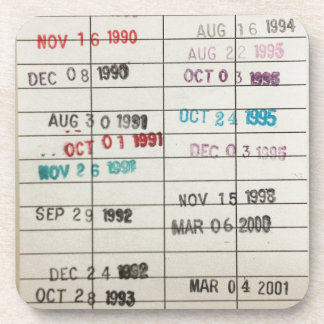 NOV 16 1990
DEC 08 1990
AUG 30 1991
OCT 01 1991
NOV 26 1991
SEP 29 1992
DEC 24 1992
OCT 28 1993
AUG 16 1994
AUG 22 1995
OCT 03 1995
OCT 24 1995
DEC 03 1995
NOV 15 1998
MAR 06 2000
MAR 04 2001